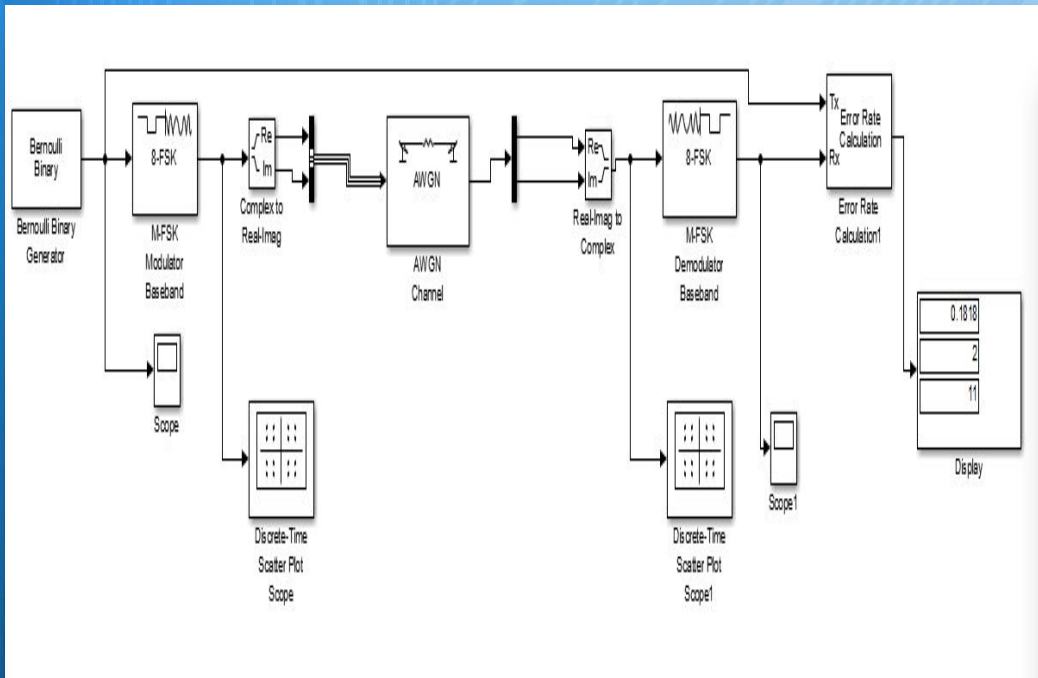 Bernoulli
Binary
Bernoulli Binary
Generator
8-FSK
M-FSK
Modulator
Baseband
Re
Im
Complex to
Real-Imag
AWGN
AWGN
Channel
Re
Im
Real-Imag to
Complex
8-FSK
M-FSK
Demodulator
Baseband
Tx
Error Rate
Calculation
Rx
Error Rate
Calculation1
0.1818
2
11
Display
Scope
Discrete-Time
Scatter Plot
Scope
Discrete-Time
Scatter Plot
Scope1
Scope1